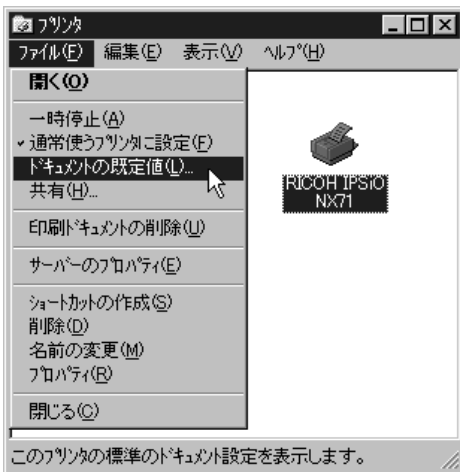 プリンタ
ファイル(F) 編集(E) 表示(V) ヘルプ(H)
開く(O)
一時停止(A)
通常使うプリンタに設定(F)
ドキュメントの既定値(L)...
共有(H)...
印刷ドキュメントの削除(U)
サーバーのプロパティ(E)
ショートカットの作成(S)
削除(D)
名前の変更(M)
プロパティ(R)
閉じる(C)
RICOH IPSiO
NX71
このプリンタの標準のドキュメント設定を表示します。